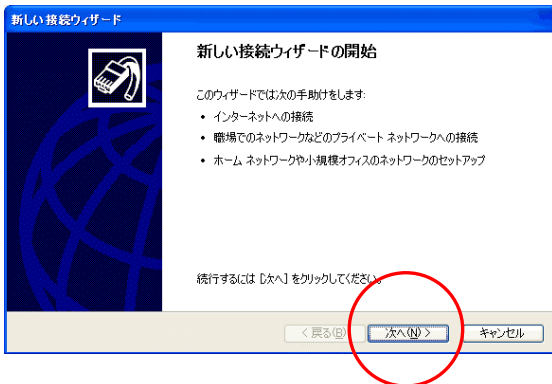 新しい接続ウィザード
新しい接続ウィザードの開始
このウィザードでは次の手助けをします:
• インターネットへの接続
• 職場でのネットワークなどのプライベート ネットワークへの接続
• ホーム ネットワークや小規模オフィスのネットワークのセットアップ
続行するには [次へ] をクリックしてください。
< 戻る(B) 次へ(N) > キャンセル